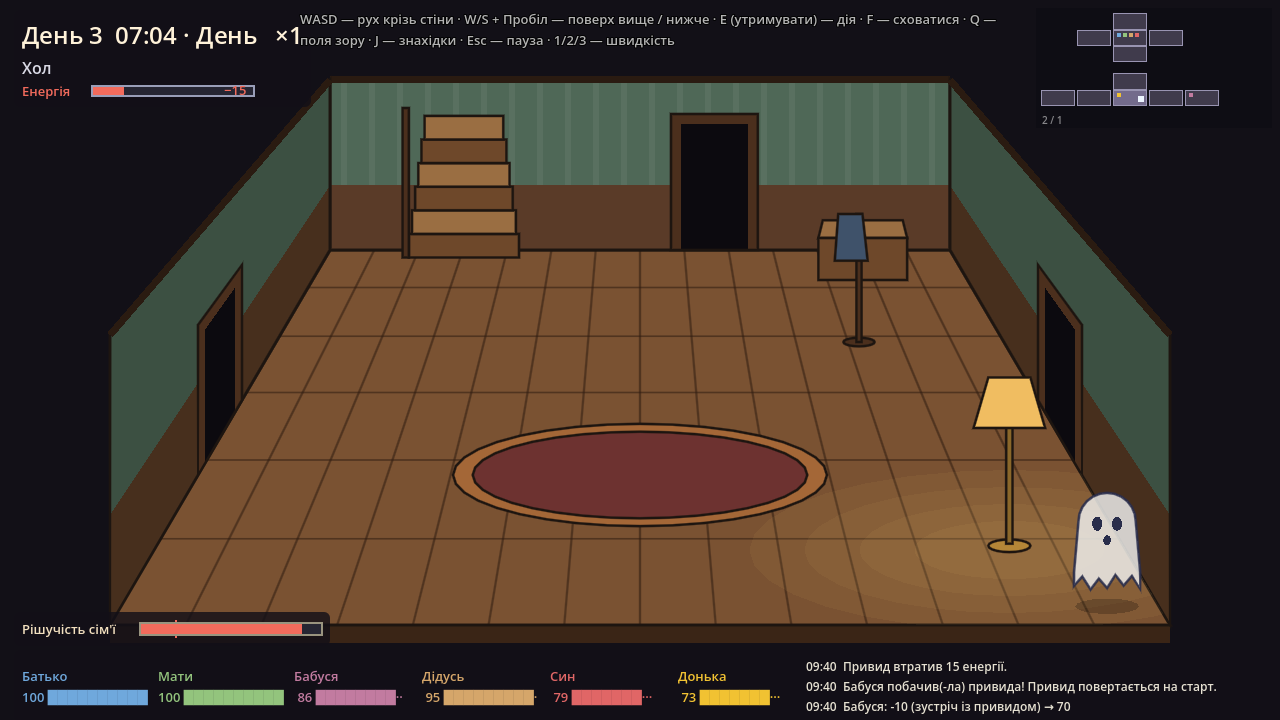 День 3  07:04 · День  ×1
WASD — рух крізь стіни · W/S + Пробіл — поверх вище / нижче · E (утримувати) — дія · F — сховатися · Q —
поля зору · J — знахідки · Esc — пауза · 1/2/3 — швидкість
Хол
Енергія −15
2 / 1
Рішучість сім'ї
Батько
100
Мати
100
Бабуся
86
Дідусь
95
Син
79
Донька
73
09:40 Привид втратив 15 енергії.
09:40 Бабуся побачив(-ла) привида! Привид повертається на старт.
09:40 Бабуся: -10 (зустріч із привидом) → 70